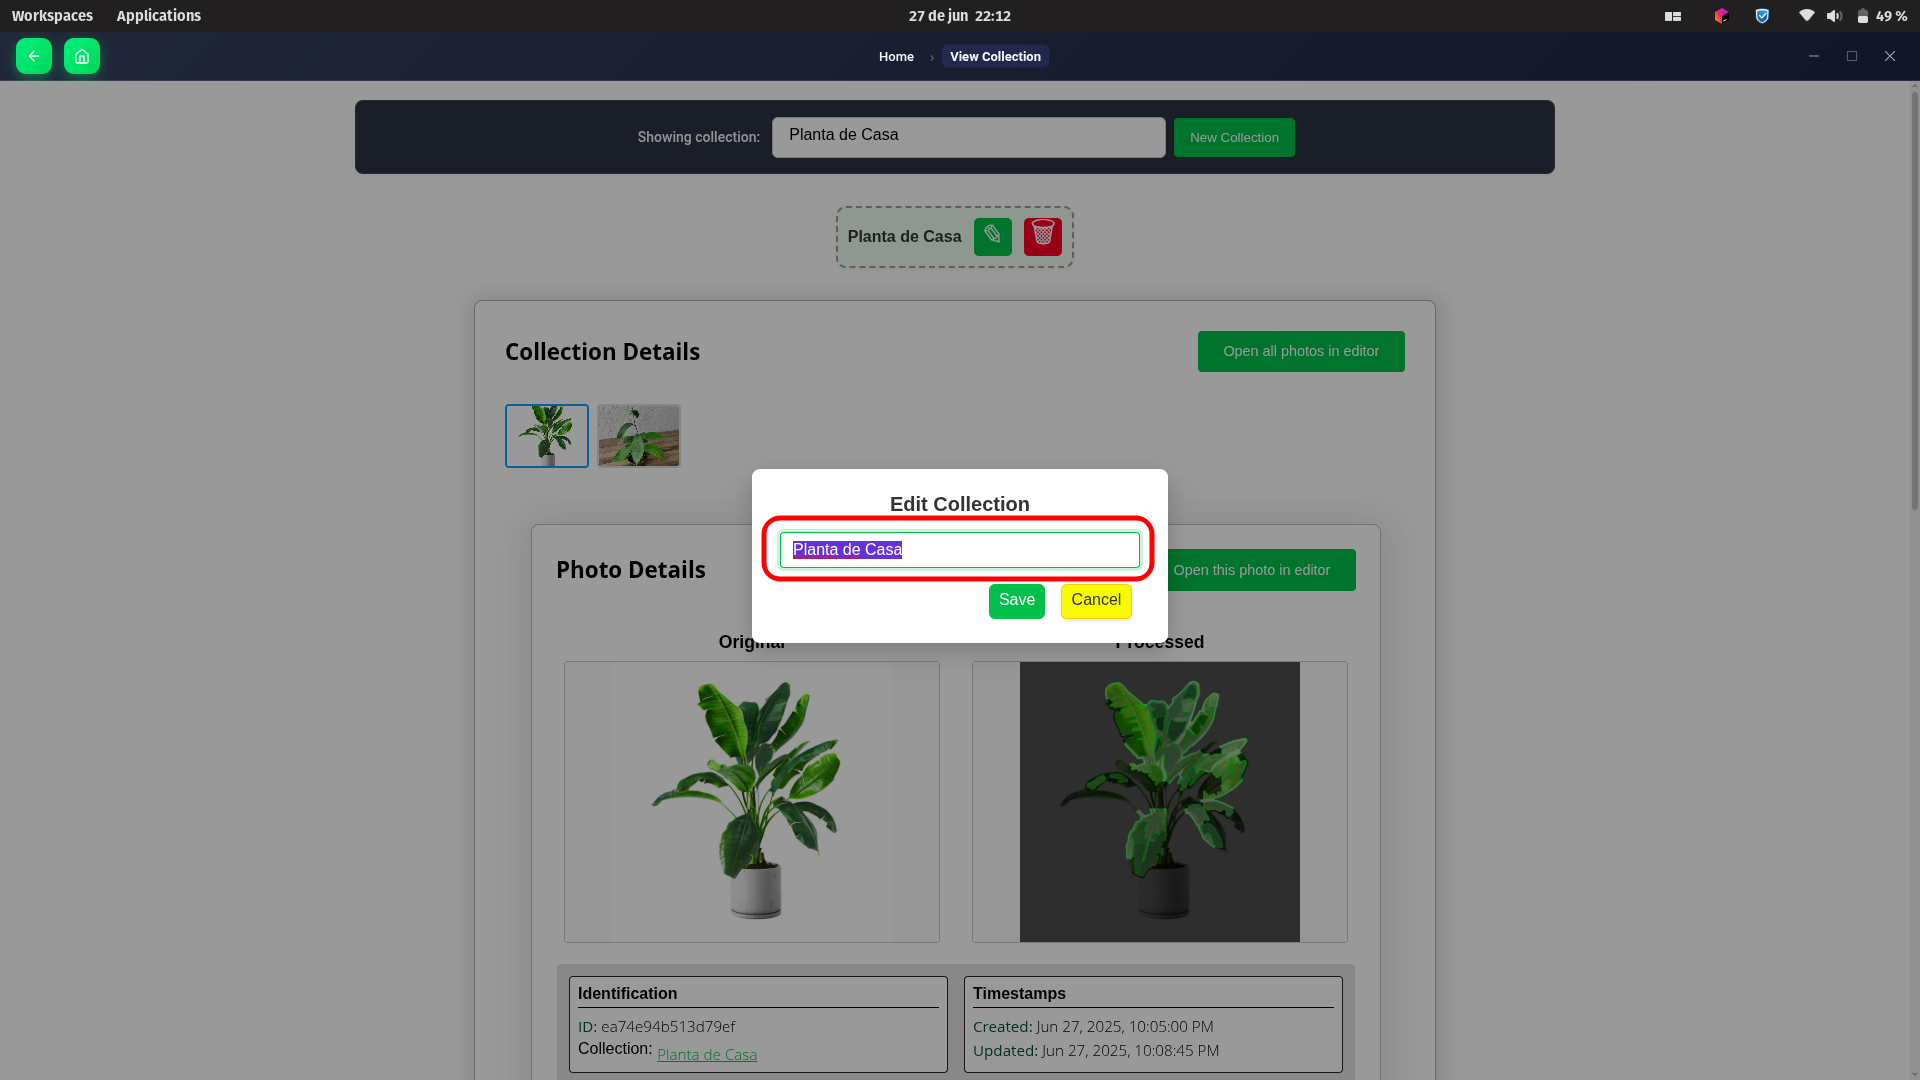 Workspaces Applications 27 de jun 22:12 49 %
Home › View Collection
Showing collection: Planta de Casa New Collection
Planta de Casa
Collection Details Open all photos in editor
Edit Collection
Planta de Casa
Photo Details Open this photo in editor
Save Cancel
Original Processed
Identification
ID: ea74e94b513d79ef
Collection: Planta de Casa
Timestamps
Created: Jun 27, 2025, 10:05:00 PM
Updated: Jun 27, 2025, 10:08:45 PM